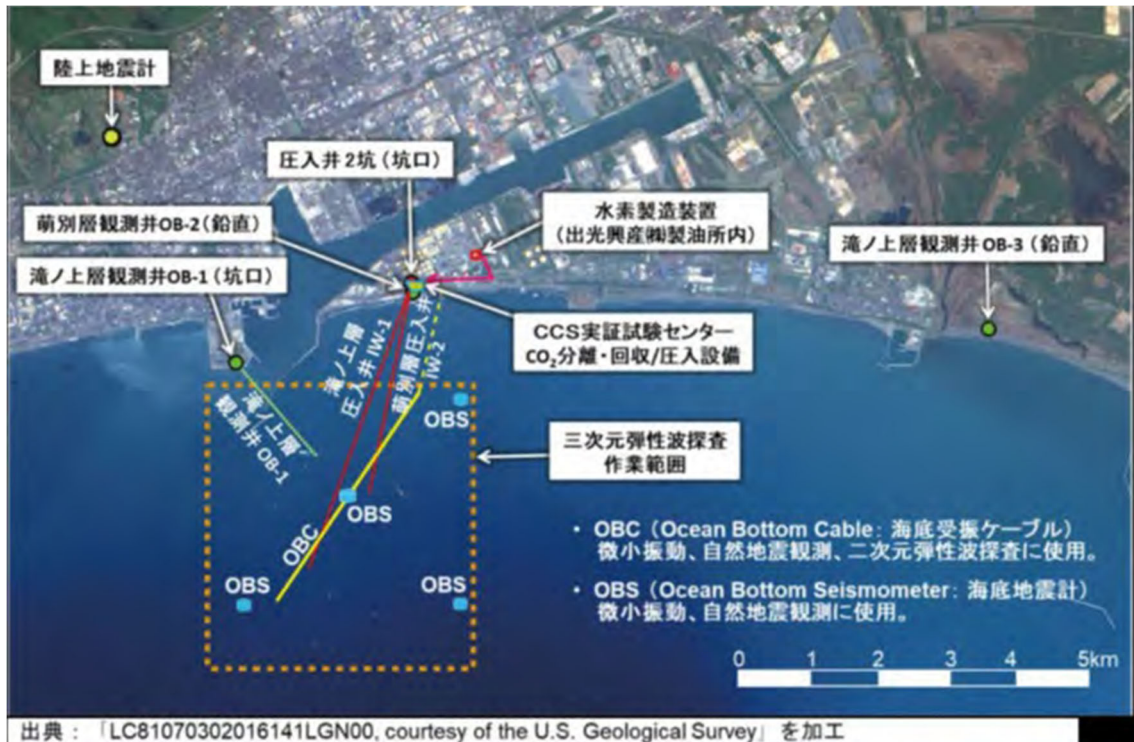 陸上地震計
圧入井2坑（坑口）
萌別層観測井OB-2（鉛直）
水素製造装置
（出光興産㈱製油所内）
滝ノ上層観測井OB-3（鉛直）
滝ノ上層観測井OB-1（坑口）
CCS実証試験センター
CO₂分離・回収/圧入設備
滝ノ上層
圧入井 IW-1
萌別層圧入井
IW-2
滝ノ上層
観測井OB-1
OBS
三次元弾性波探査
作業範囲
OBS
OBC
OBS
OBS
・ OBC（Ocean Bottom Cable: 海底受振ケーブル）
微小振動、自然地震観測、二次元弾性波探査に使用。
・ OBS（Ocean Bottom Seismometer: 海底地震計）
微小振動、自然地震観測に使用。
0 1 2 3 4 5km
出典：「LC81070302016141LGN00, courtesy of the U.S. Geological Survey」を加工